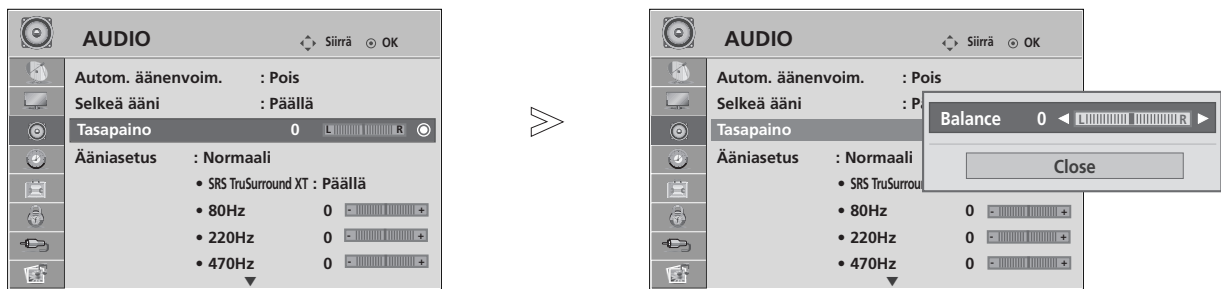 AUDIO Siirrä OK
Autom. äänenvoim. : Pois
Selkeä ääni : Päällä
Tasapaino 0 L R
Ääniasetus : Normaali
• SRS TruSurround XT : Päällä
• 80Hz 0 - +
• 220Hz 0 - +
• 470Hz 0 - +
AUDIO Siirrä OK
Autom. äänenvoim. : Pois
Selkeä ääni : P
Tasapaino
Balance 0 L R
Close
Ääniasetus : Normaali
• SRS TruSurrou
• 80Hz 0 - +
• 220Hz 0 - +
• 470Hz 0 - +